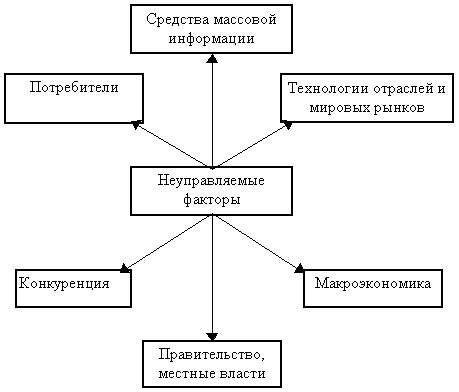 Средства массовой
информации
Потребители
Технологии отраслей и
мировых рынков
Неуправляемые
факторы
Конкуренция
Макроэкономика
Правительство,
местные власти